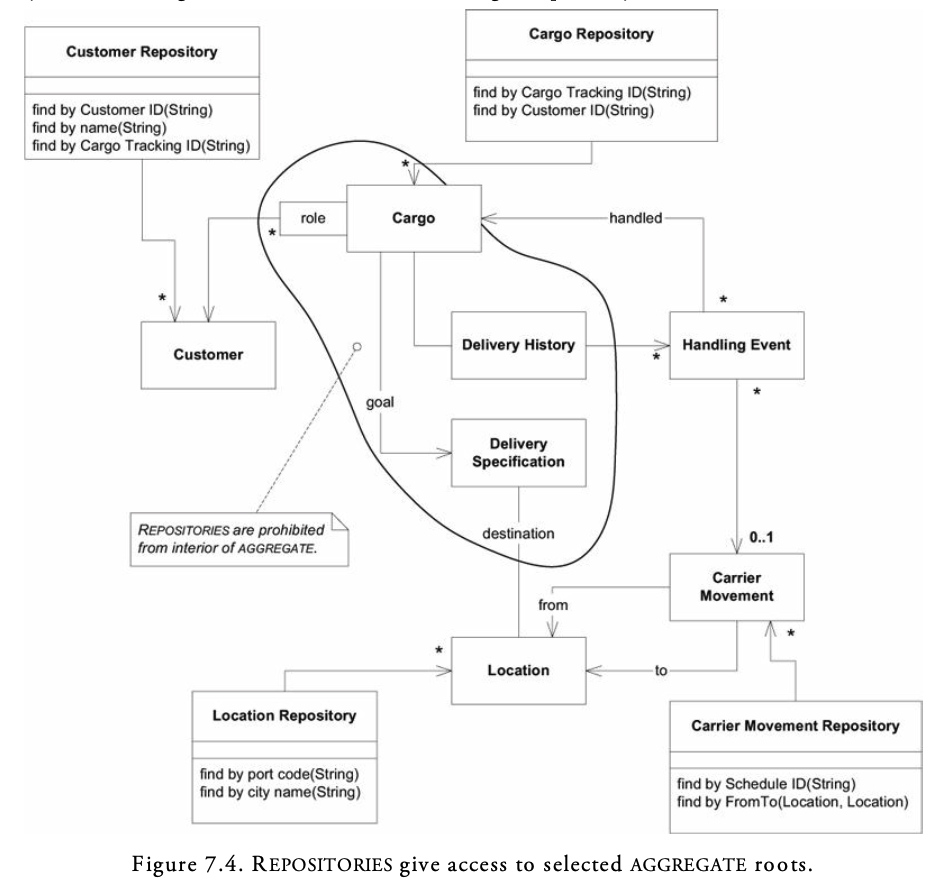 Customer Repository
find by Customer ID(String)
find by name(String)
find by Cargo Tracking ID(String)
Cargo Repository
find by Cargo Tracking ID(String)
find by Customer ID(String)
*
role
*
Cargo
handled
*
*
Customer
Delivery History
*
Handling Event
*
goal
Delivery
Specification
REPOSITORIES are prohibited
from interior of AGGREGATE.
destination
0..1
Carrier
Movement
*
from
*
Location
to
Location Repository
find by port code(String)
find by city name(String)
Carrier Movement Repository
find by Schedule ID(String)
find by FromTo(Location, Location)
Figure 7.4. REPOSITORIES give access to selected AGGREGATE roots.